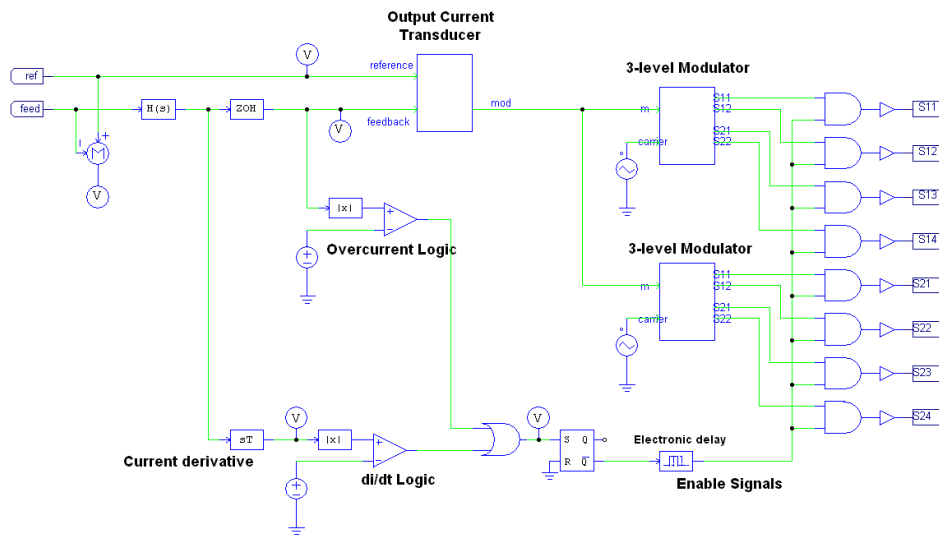 Output Current
Transducer
V
ref
reference
3-level Modulator
feed
H(s)
ZOH
mod
S11
S12
m
S11
V
feedback
S21
S22
S12
M
carrier
V
S13
|x|
Overcurrent Logic
3-level Modulator
S14
S11
S12
m
S21
S21
S22
carrier
S22
S23
V
V
S24
sT
|x|
S Q
R Q
Electronic delay
Current derivative
di/dt Logic
Enable Signals